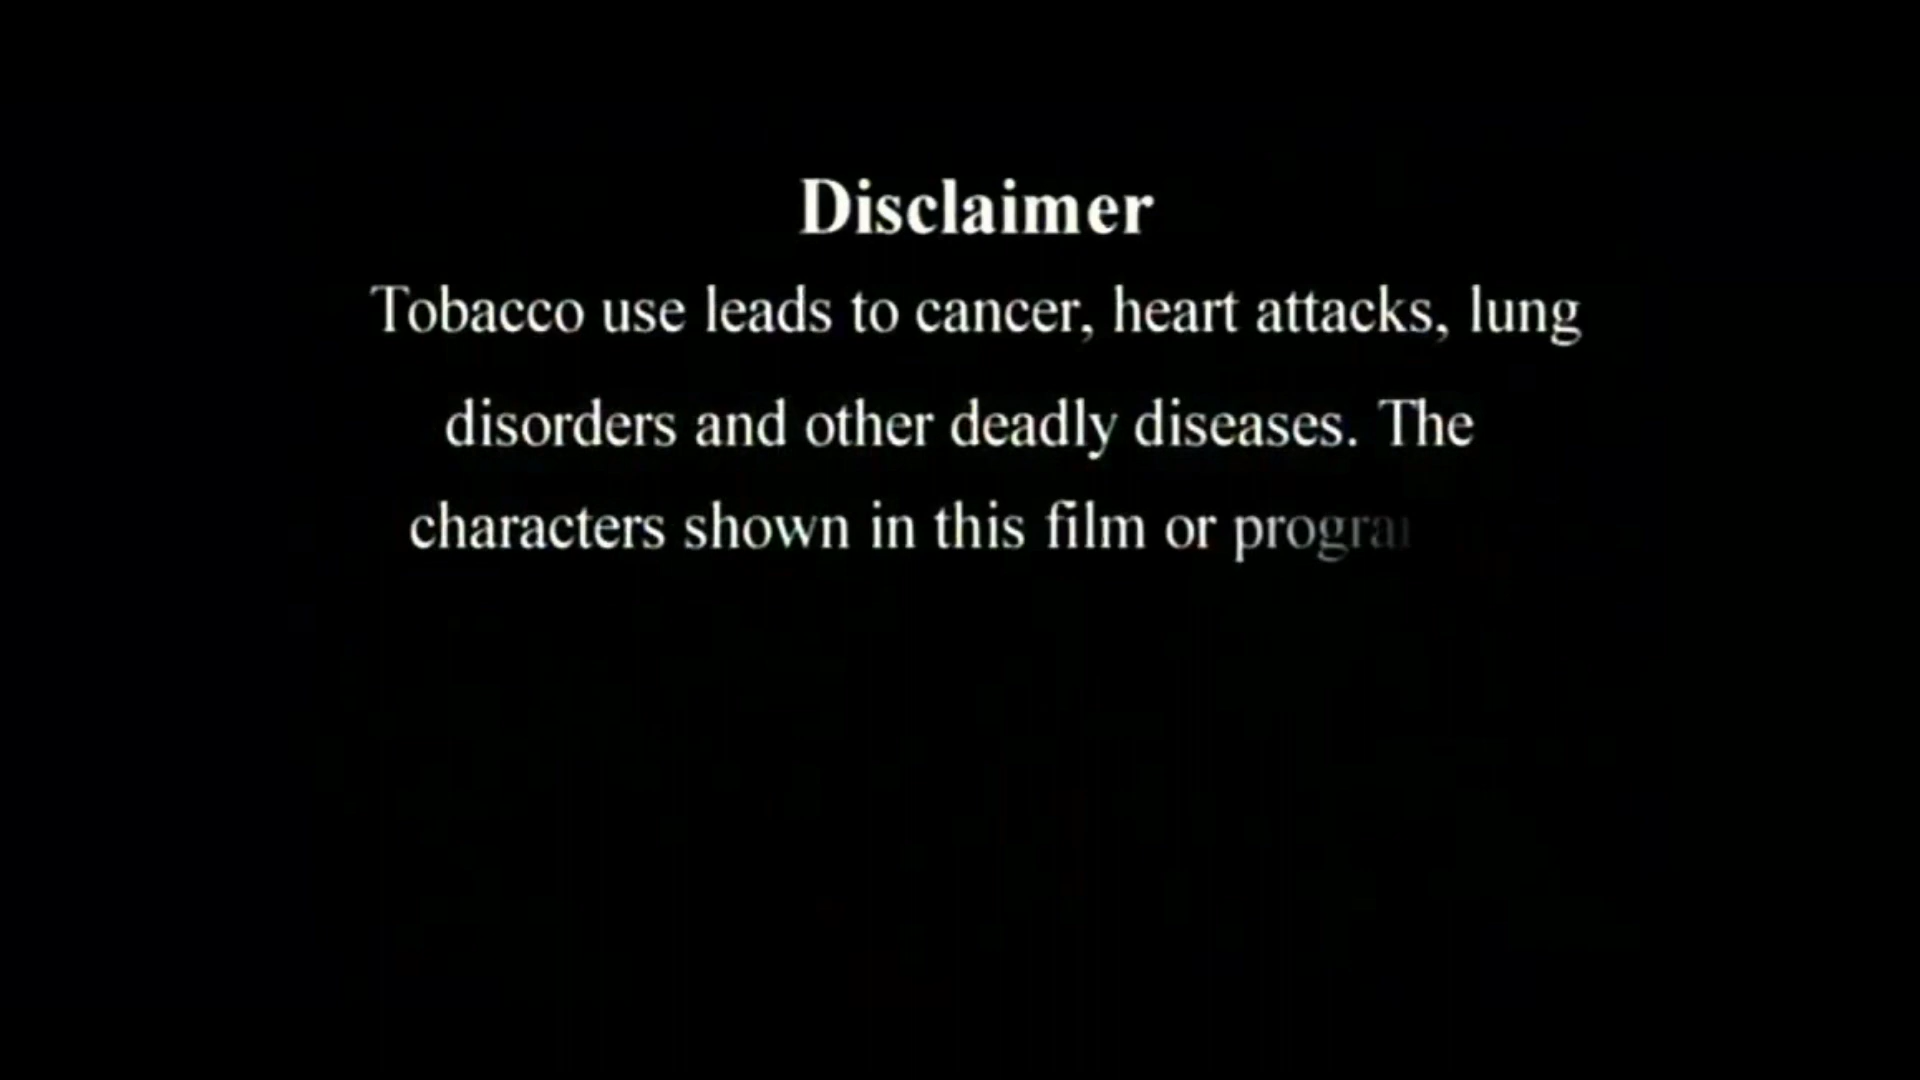 Disclaimer
Tobacco use leads to cancer, heart attacks, lung
disorders and other deadly diseases. The
characters shown in this film or